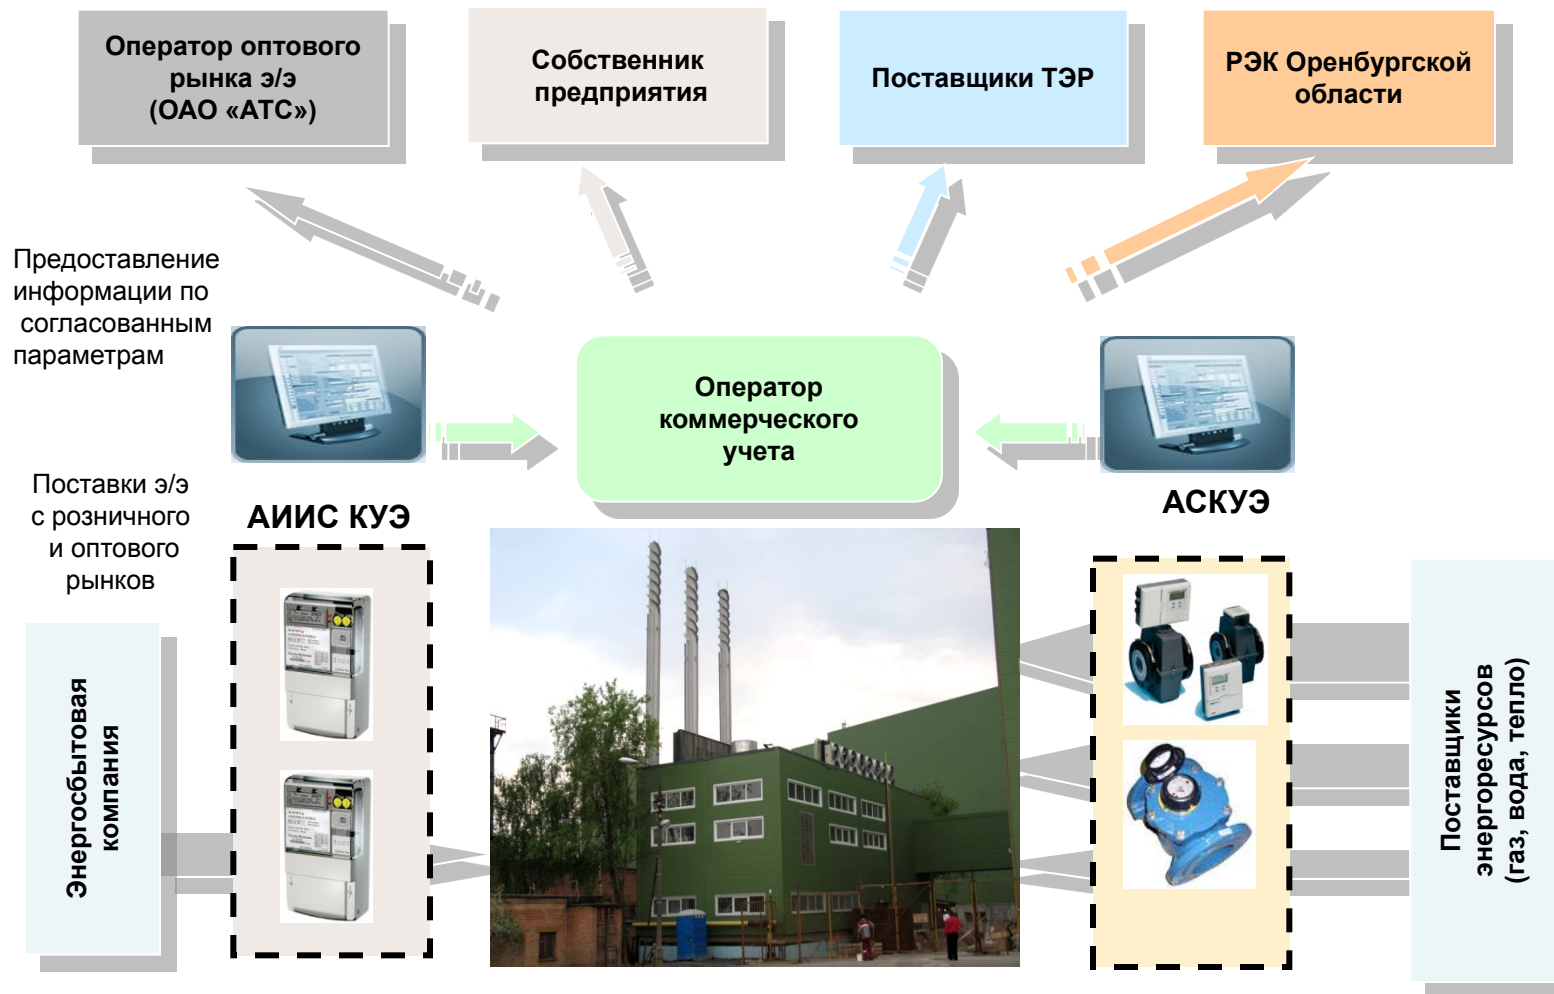 Оператор оптового
рынка э/э
(ОАО «АТС»)
Собственник
предприятия
Поставщики ТЭР
РЭК Оренбургской
области
Предоставление
информации по
согласованным
параметрам
Оператор
коммерческого
учета
Поставки э/э
с розничного
и оптового
рынков
АИИС КУЭ
АСКУЭ
Энергосбытовая
компания
Поставщики
энергоресурсов
(газ, вода, тепло)